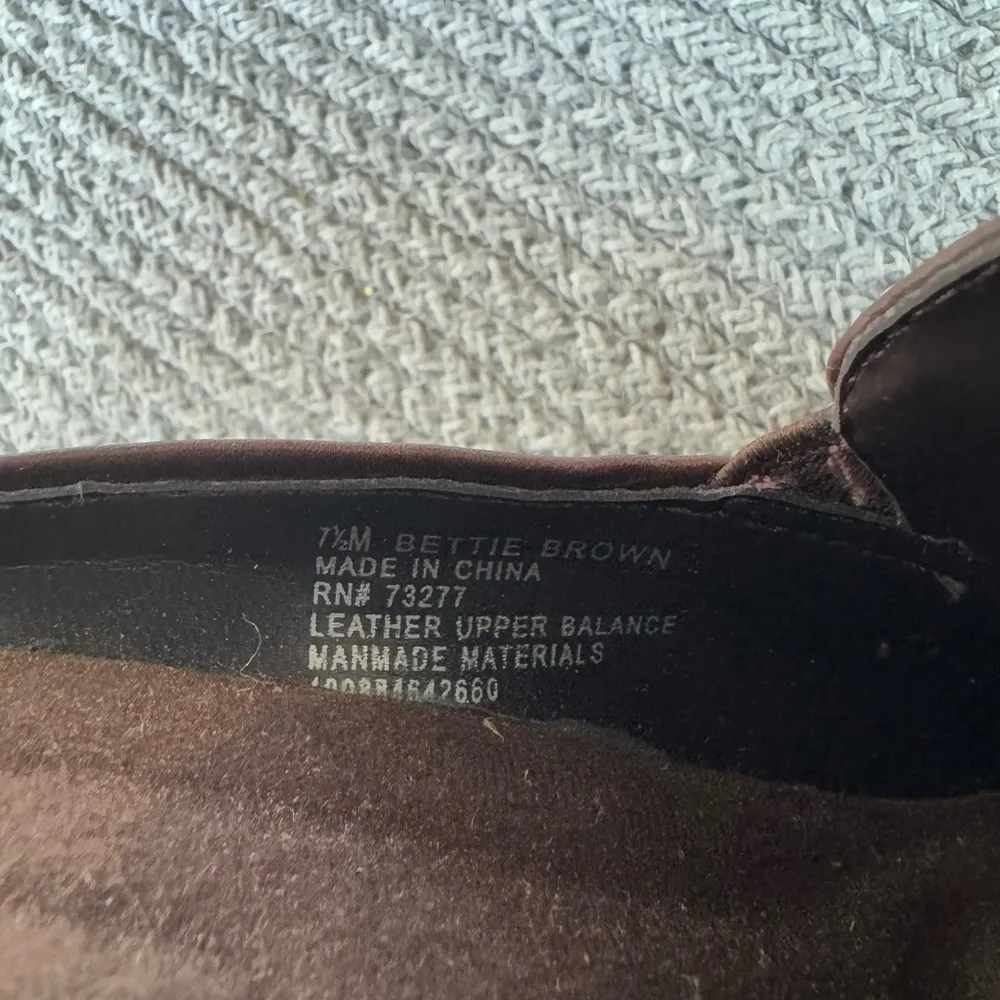 7½M BETTIE BROWN
MADE IN CHINA
RN# 73277
LEATHER UPPER BALANCE
MANMADE MATERIALS